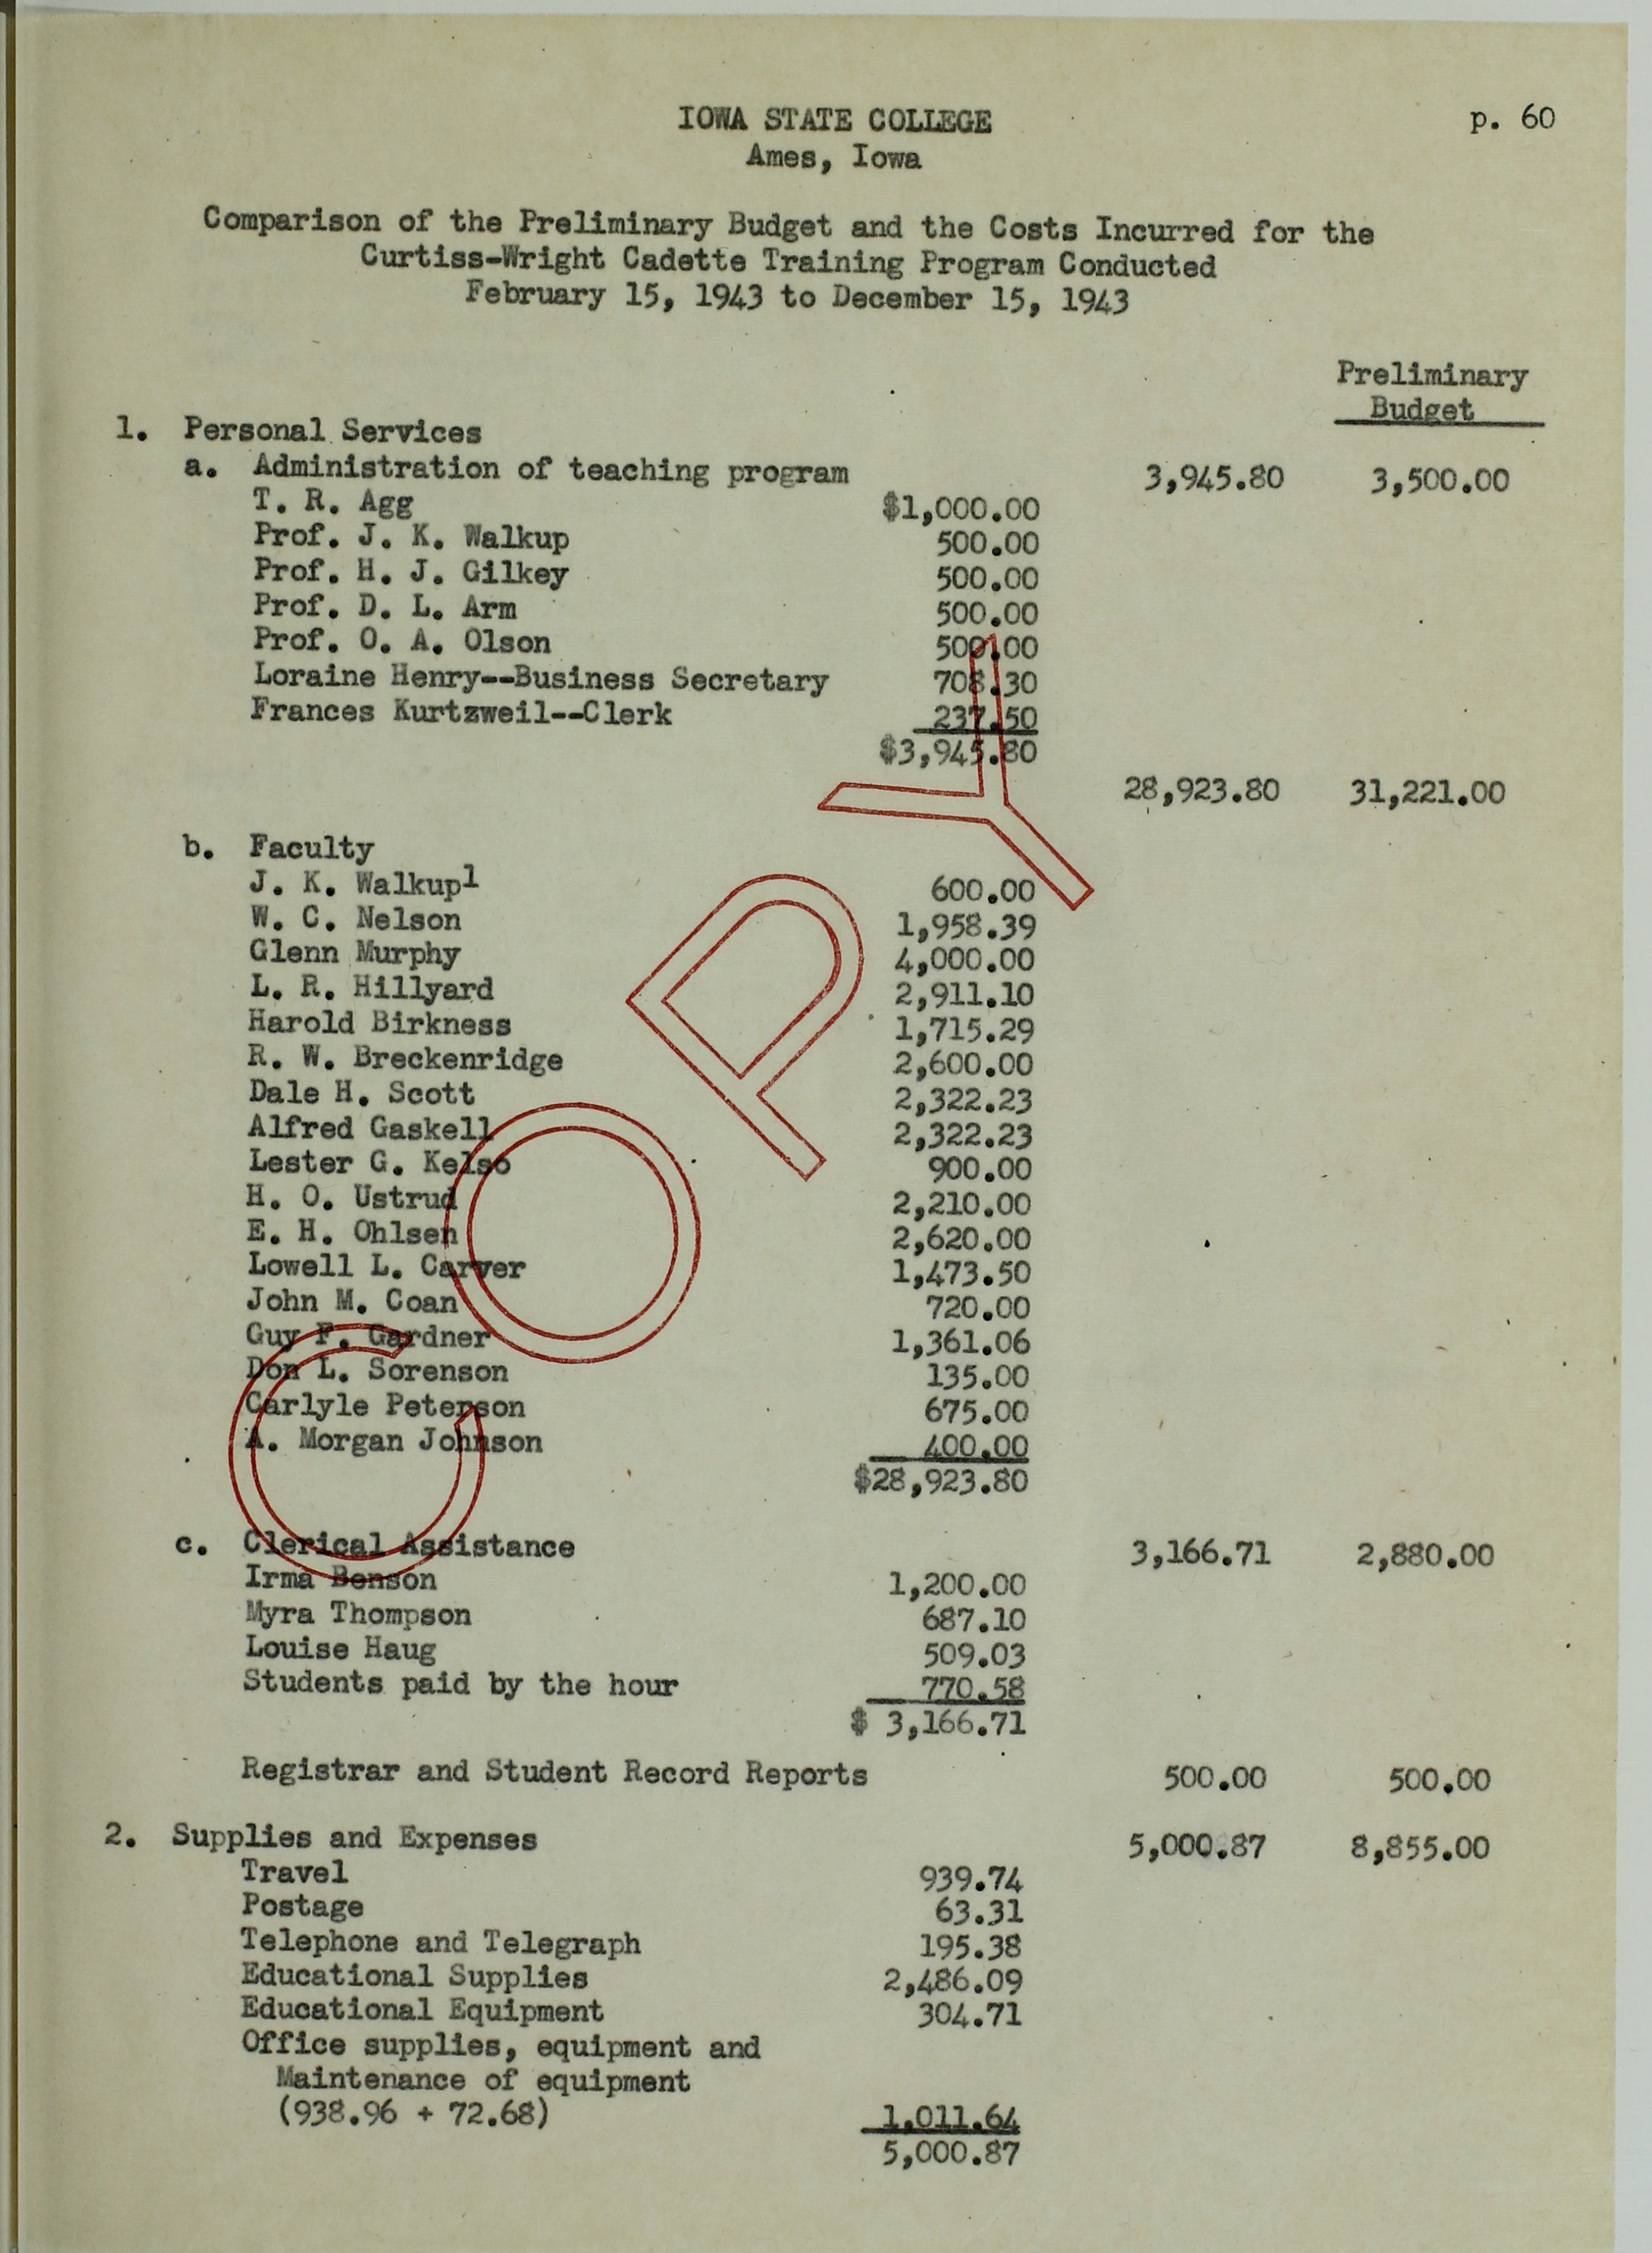 IOWA STATE COLLEGE p. 60
Ames, Iowa
Comparison of the Preliminary Budget and the Costs Incurred for the
Curtiss-Wright Cadette Training Program Conducted
February 15, 1943 to December 15, 1943
Preliminary
Budget
1. Personal Services
a. Administration of teaching program 3,945.80 3,500.00
T. R. Agg $1,000.00
Prof. J. K. Walkup 500.00
Prof. H. J. Gilkey 500.00
Prof. D. L. Arm 500.00
Prof. O. A. Olson 500.00
Loraine Henry--Business Secretary 708.30
Frances Kurtzweil--Clerk 237.50
$3,945.80
28,923.80 31,221.00
b. Faculty
J. K. Walkup1 600.00
W. C. Nelson 1,958.39
Glenn Murphy 4,000.00
L. R. Hillyard 2,911.10
Harold Birkness 1,715.29
R. W. Breckenridge 2,600.00
Dale H. Scott 2,322.23
Alfred Gaskell 2,322.23
Lester G. Kelso 900.00
H. O. Ustrud 2,210.00
E. H. Ohlsen 2,620.00
Lowell L. Carver 1,473.50
John M. Coan 720.00
Guy F. Gardner 1,361.06
Don L. Sorenson 135.00
Carlyle Peterson 675.00
A. Morgan Johnson 400.00
$28,923.80
c. Clerical Assistance 3,166.71 2,880.00
Irma Benson 1,200.00
Myra Thompson 687.10
Louise Haug 509.03
Students paid by the hour 770.58
$ 3,166.71
Registrar and Student Record Reports 500.00 500.00
2. Supplies and Expenses 5,000.87 8,855.00
Travel 939.74
Postage 63.31
Telephone and Telegraph 195.38
Educational Supplies 2,486.09
Educational Equipment 304.71
Office supplies, equipment and
Maintenance of equipment
(938.96 + 72.68) 1,011.64
5,000.87
COPY